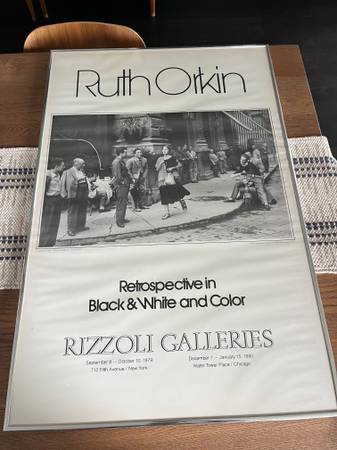 Ruth Orkin
Retrospective in
Black & White and Color
RIZZOLI GALLERIES
September 8 – October 10, 1979
712 Fifth Avenue / New York
December 1 – January 15, 1980
Water Tower Place / Chicago